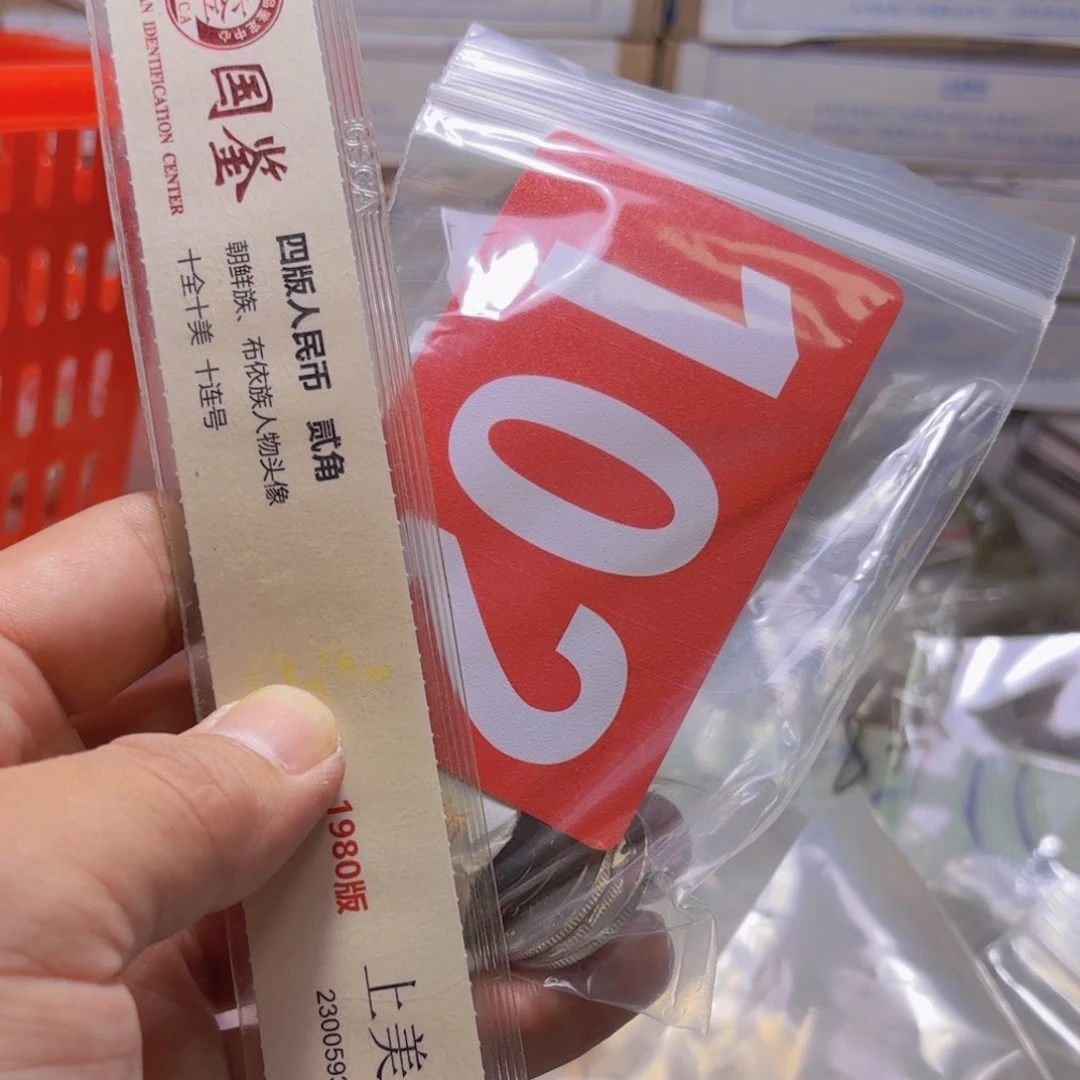 国鉴
IDENTIFICATION CENTER
四版人民币 贰角
朝鲜族、布依族人物头像
十全十美 十连号
1980版
上美
GSCA
102